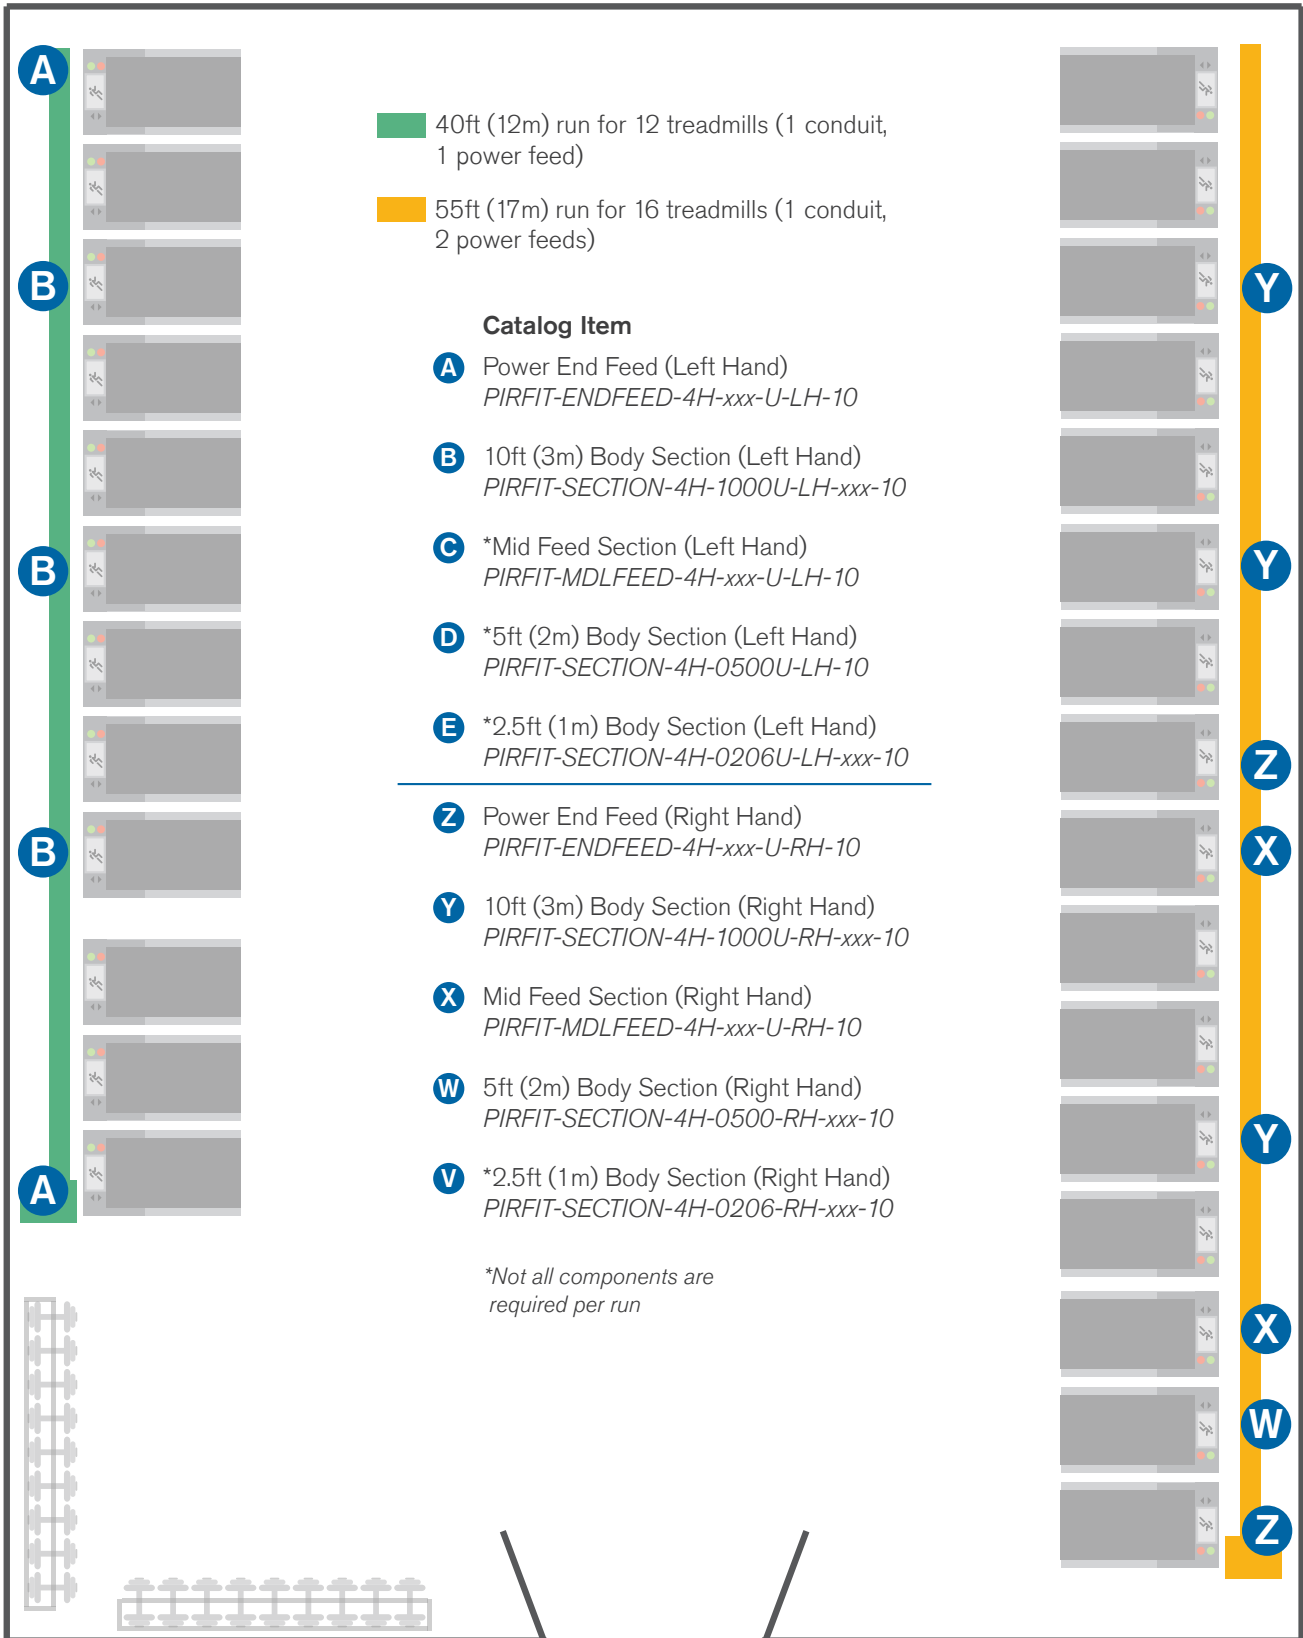 40ft (12m) run for 12 treadmills (1 conduit,
1 power feed)
55ft (17m) run for 16 treadmills (1 conduit,
2 power feeds)
Catalog Item
A Power End Feed (Left Hand)
PIRFIT-ENDFEED-4H-xxx-U-LH-10
B 10ft (3m) Body Section (Left Hand)
PIRFIT-SECTION-4H-1000U-LH-xxx-10
C *Mid Feed Section (Left Hand)
PIRFIT-MDLFEED-4H-xxx-U-LH-10
D *5ft (2m) Body Section (Left Hand)
PIRFIT-SECTION-4H-0500U-LH-10
E *2.5ft (1m) Body Section (Left Hand)
PIRFIT-SECTION-4H-0206U-LH-xxx-10
Z Power End Feed (Right Hand)
PIRFIT-ENDFEED-4H-xxx-U-RH-10
Y 10ft (3m) Body Section (Right Hand)
PIRFIT-SECTION-4H-1000U-RH-xxx-10
X Mid Feed Section (Right Hand)
PIRFIT-MDLFEED-4H-xxx-U-RH-10
W 5ft (2m) Body Section (Right Hand)
PIRFIT-SECTION-4H-0500-RH-xxx-10
V *2.5ft (1m) Body Section (Right Hand)
PIRFIT-SECTION-4H-0206-RH-xxx-10
*Not all components are
required per run
A
B
B
B
A
Y
Y
Z
X
Y
X
W
Z